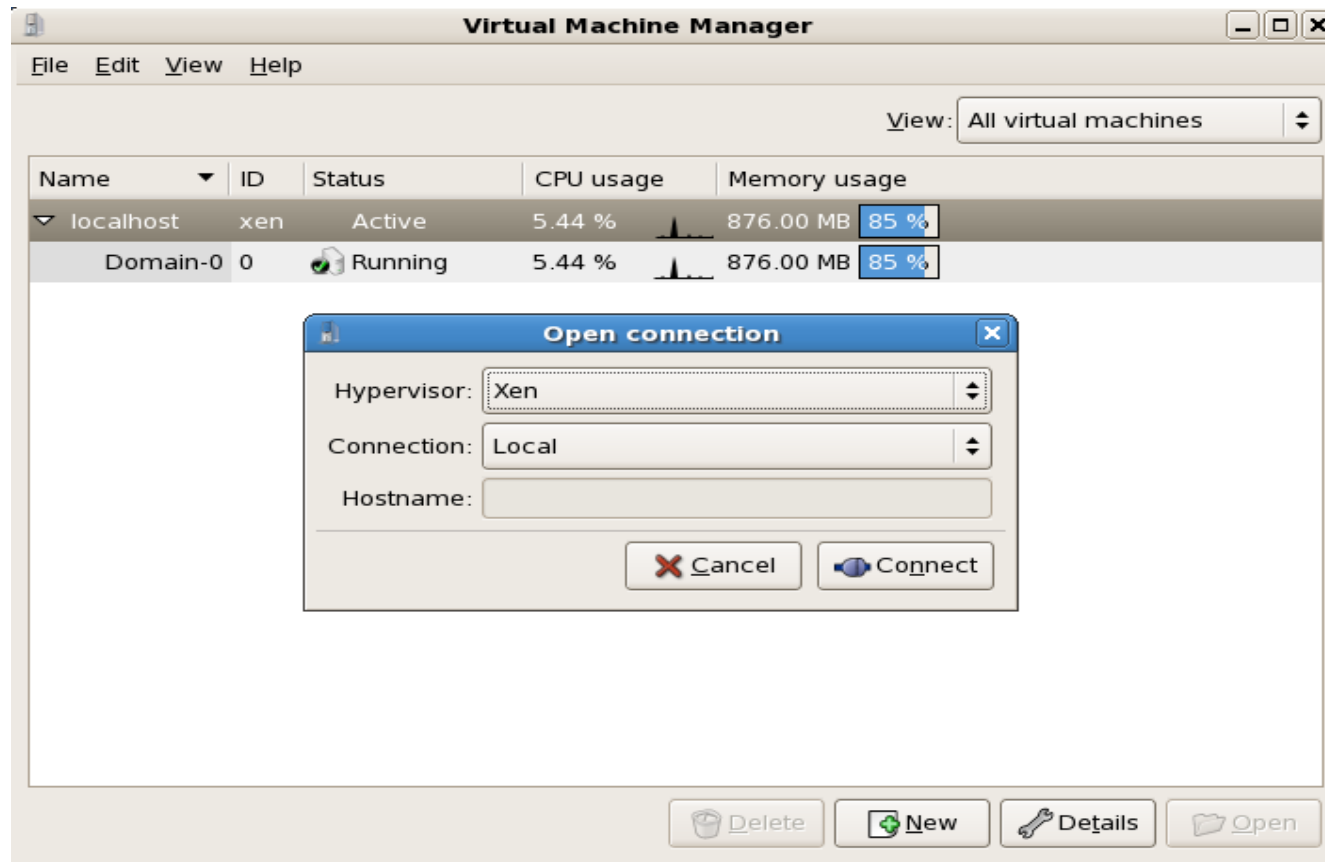 Virtual Machine Manager
File Edit View Help
View: All virtual machines
Name ID Status CPU usage Memory usage
localhost xen Active 5.44 % 876.00 MB 85 %
Domain-0 0 Running 5.44 % 876.00 MB 85 %
Open connection
Hypervisor: Xen
Connection: Local
Hostname:
Cancel Connect
Delete New Details Open